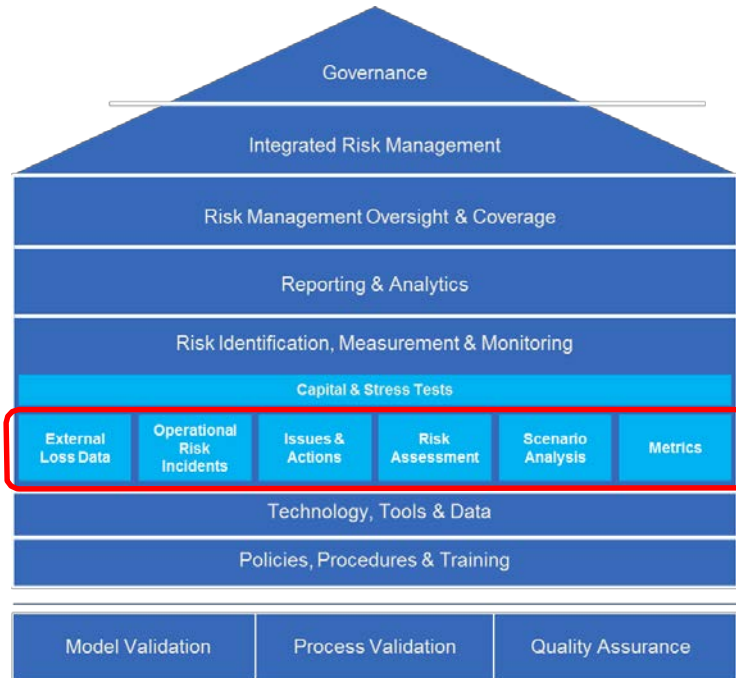 Governance
Integrated Risk Management
Risk Management Oversight & Coverage
Reporting & Analytics
Risk Identification, Measurement & Monitoring
Capital & Stress Tests
External
Loss Data
Operational
Risk
Incidents
Issues &
Actions
Risk
Assessment
Scenario
Analysis
Metrics
Technology, Tools & Data
Policies, Procedures & Training
Model Validation
Process Validation
Quality Assurance